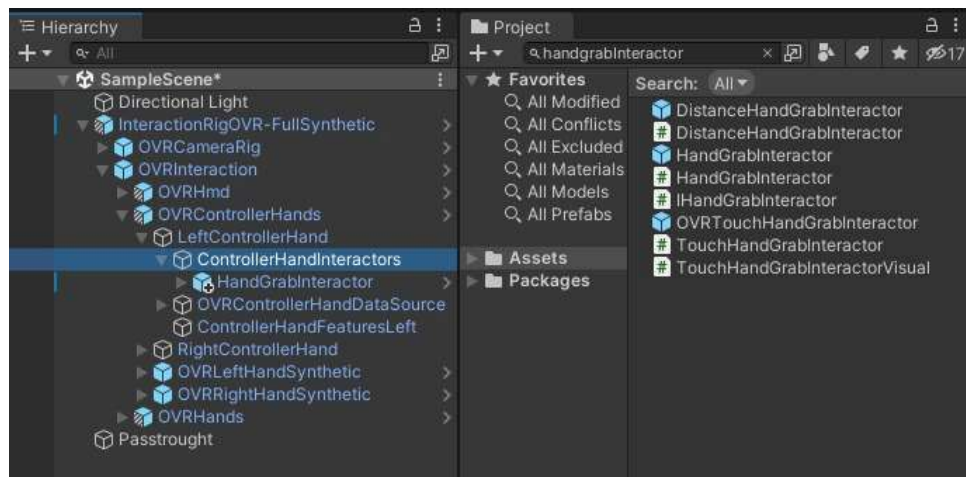 Hierarchy
All
SampleScene*
Directional Light
InteractionRigOVR-FullSynthetic
OVRCameraRig
OVRInteraction
OVRHmd
OVRControllerHands
LeftControllerHand
ControllerHandInteractors
HandGrabInteractor
OVRControllerHandDataSource
ControllerHandFeaturesLeft
RightControllerHand
OVRLeftHandSynthetic
OVRRightHandSynthetic
OVRHands
Passtrought
Project
handgrabInteractor
17
Favorites
All Modified
All Conflicts
All Excluded
All Materials
All Models
All Prefabs
Assets
Packages
Search: All
DistanceHandGrabInteractor
DistanceHandGrabInteractor
HandGrabInteractor
HandGrabInteractor
IHandGrabInteractor
OVRTouchHandGrabInteractor
TouchHandGrabInteractor
TouchHandGrabInteractorVisual